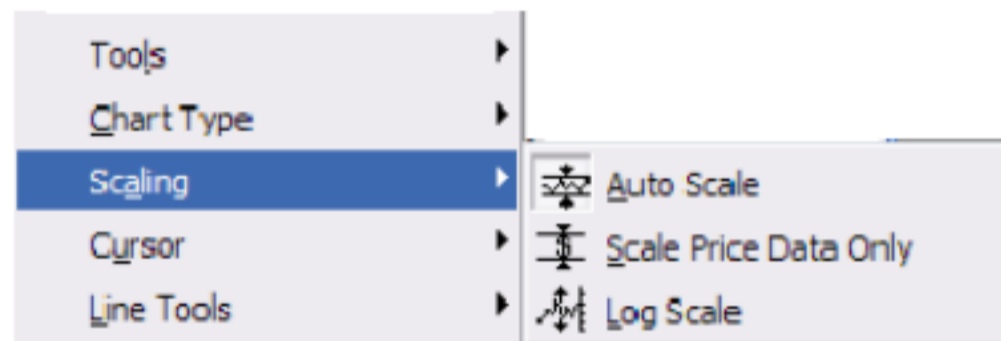 Tools
Chart Type
Scaling
Auto Scale
Cursor
Scale Price Data Only
Line Tools
Log Scale